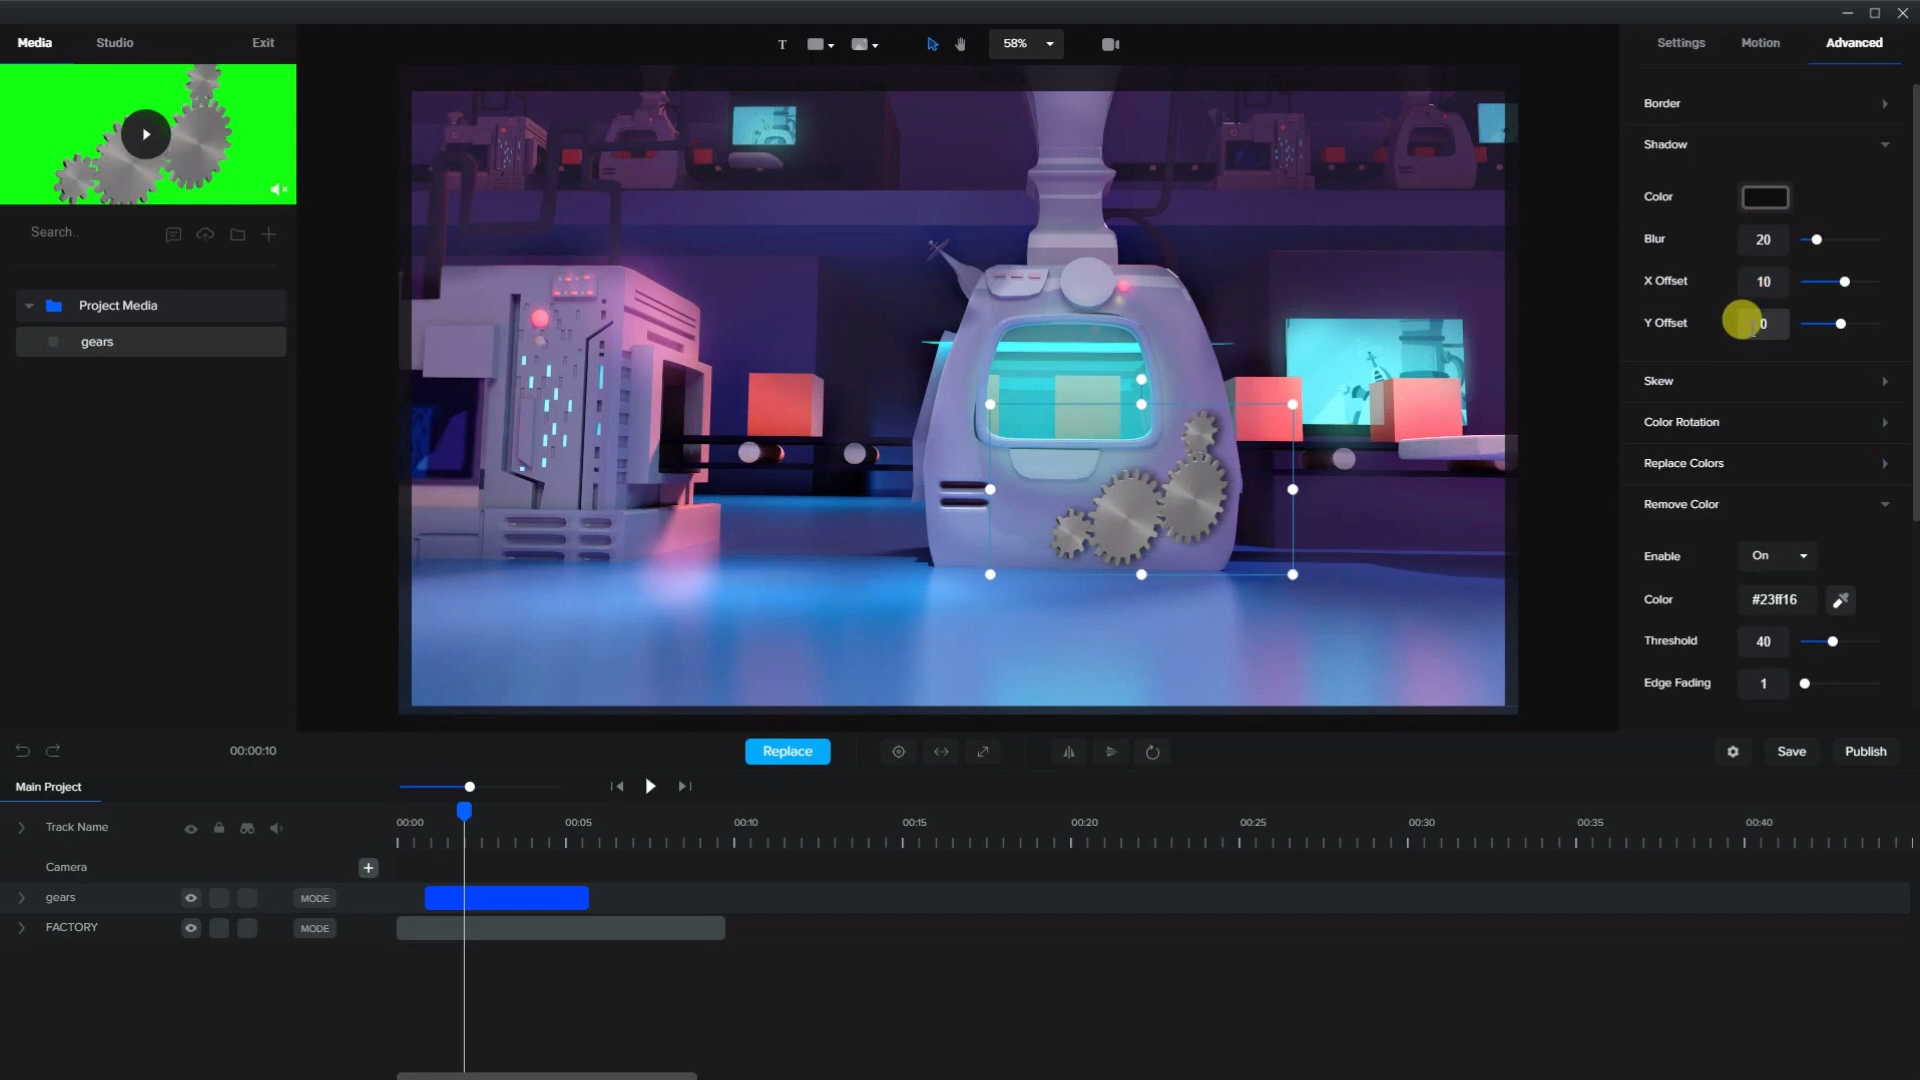 Media
Studio
Exit
T
58%
Settings
Motion
Advanced
Search..
Project Media
gears
Border
Shadow
Color
Blur
20
X Offset
10
Y Offset
0
Skew
Color Rotation
Replace Colors
Remove Color
Enable
On
Color
#23ff16
Threshold
40
Edge Fading
1
00:00:10
Replace
Save
Publish
Main Project
Track Name
00:00
00:05
00:10
00:15
00:20
00:25
00:30
00:35
00:40
Camera
gears
MODE
FACTORY
MODE